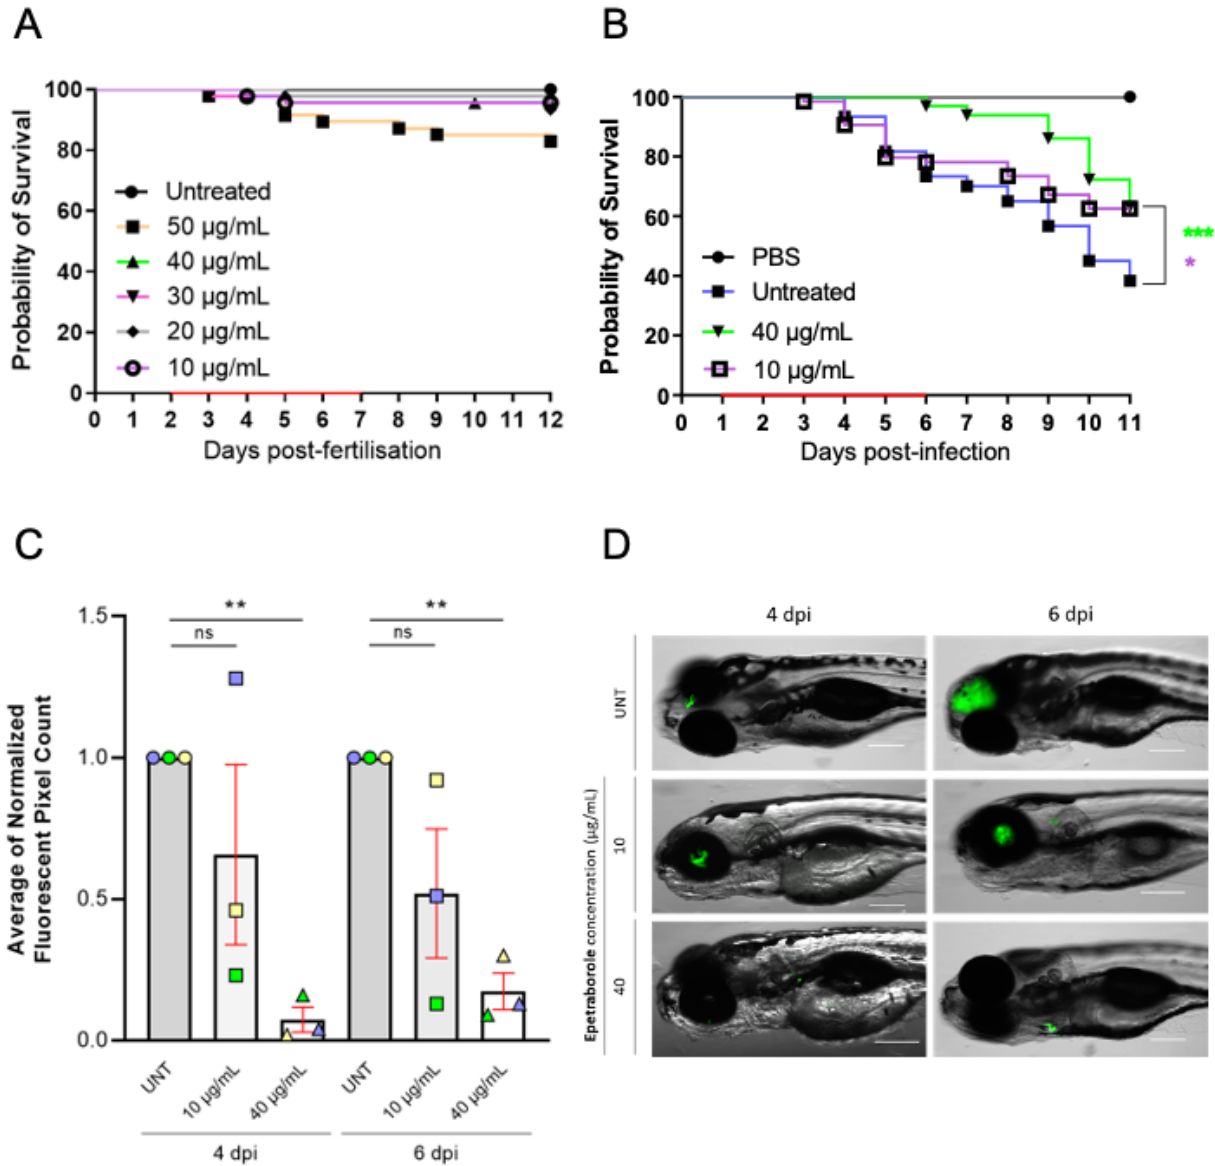 A
B
100
80
60
40
20
0
Probability of Survival
Untreated
50 µg/mL
40 µg/mL
30 µg/mL
20 µg/mL
10 µg/mL
0 1 2 3 4 5 6 7 8 9 10 11 12
Days post-fertilisation
100
80
60
40
20
0
Probability of Survival
PBS
Untreated
40 µg/mL
10 µg/mL
***
*
0 1 2 3 4 5 6 7 8 9 10 11
Days post-infection
C
D
1.5
1.0
0.5
0.0
Average of Normalized
Fluorescent Pixel Count
** **
ns ns
UNT 10 µg/mL 40 µg/mL UNT 10 µg/mL 40 µg/mL
4 dpi 6 dpi
4 dpi 6 dpi
UNT
10
40
Epetraborole concentration (µg/mL)